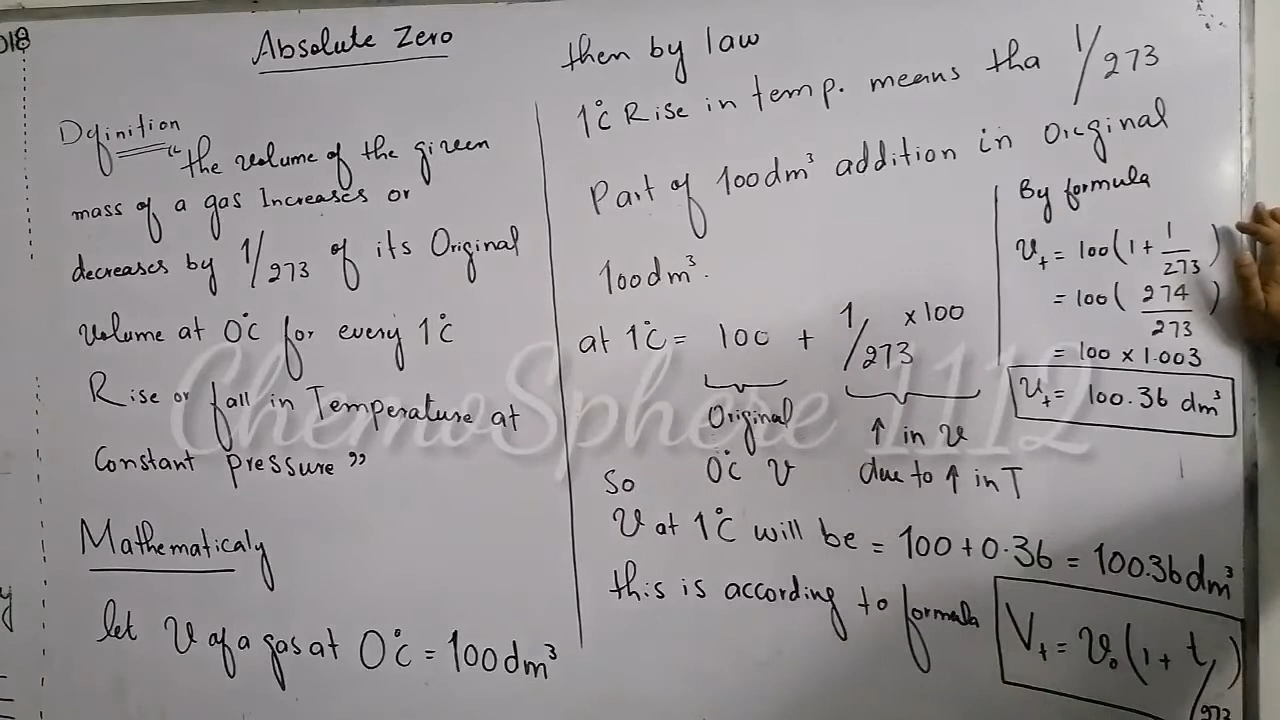 018
Absolute Zero
Definition
"the volume of the given
mass of a gas Increases or
decreases by 1/273 of its Original
volume at 0°C for every 1°C
Rise or fall in Temperature at
Constant pressure"
Mathematicaly
let V of a gas at 0°C = 100dm³
then by law
1°C Rise in temp. means tha 1/273
Part of 100dm³ addition in Original
100dm³.
at 1°C = 100 + 1/273 × 100
Original
0°C V
↑ in V
due to ↑ in T
So
V at 1°C will be = 100 + 0.36 = 100.36dm³
this is according to formula
Vt = V₀(1 + t/273)
By formula
Vt = 100(1 + 1/273)
= 100(274/273)
= 100 × 1.003
Vt = 100.36 dm³
ChemoSphere 1112
y